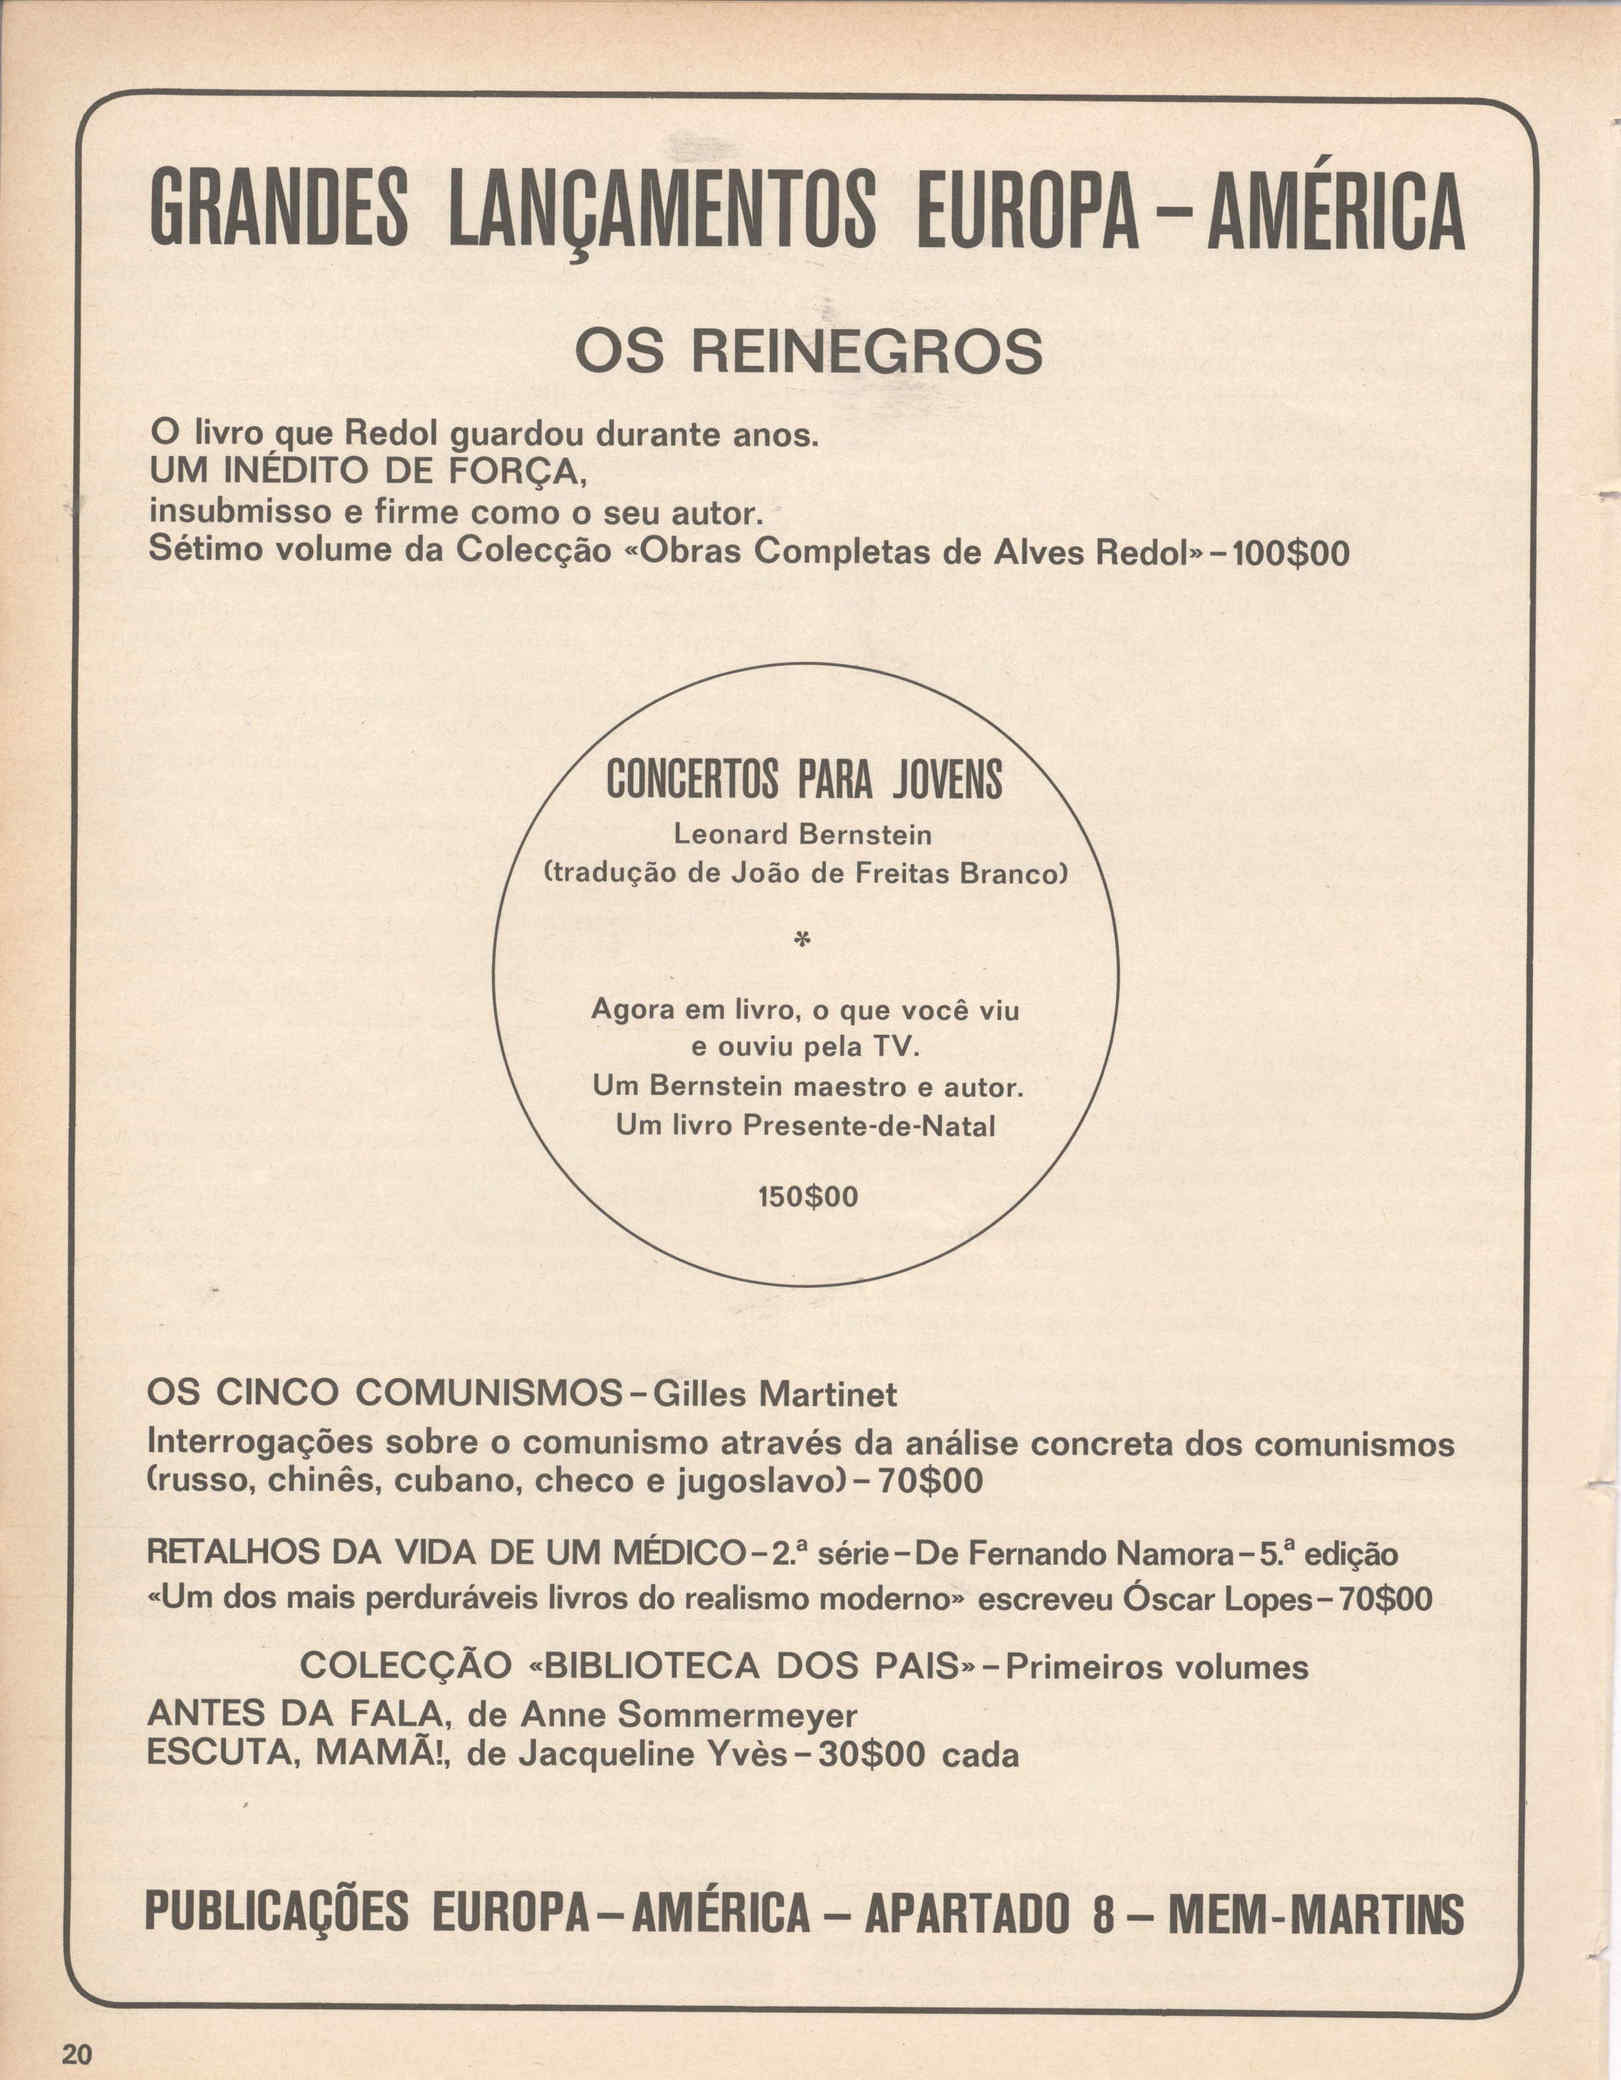 GRANDES LANÇAMENTOS EUROPA – AMÉRICA
OS REINEGROS
O livro que Redol guardou durante anos.
UM INÉDITO DE FORÇA,
insubmisso e firme como o seu autor.
Sétimo volume da Colecção «Obras Completas de Alves Redol» – 100$00
CONCERTOS PARA JOVENS
Leonard Bernstein
(tradução de João de Freitas Branco)
*
Agora em livro, o que você viu
e ouviu pela TV.
Um Bernstein maestro e autor.
Um livro Presente-de-Natal
150$00
OS CINCO COMUNISMOS – Gilles Martinet
Interrogações sobre o comunismo através da análise concreta dos comunismos
(russo, chinês, cubano, checo e jugoslavo) – 70$00
RETALHOS DA VIDA DE UM MÉDICO – 2.ª série – De Fernando Namora – 5.ª edição
«Um dos mais perduráveis livros do realismo moderno» escreveu Óscar Lopes – 70$00
COLECÇÃO «BIBLIOTECA DOS PAIS» – Primeiros volumes
ANTES DA FALA, de Anne Sommermeyer
ESCUTA, MAMÃ!, de Jacqueline Yvès – 30$00 cada
PUBLICAÇÕES EUROPA – AMÉRICA – APARTADO 8 – MEM-MARTINS
20